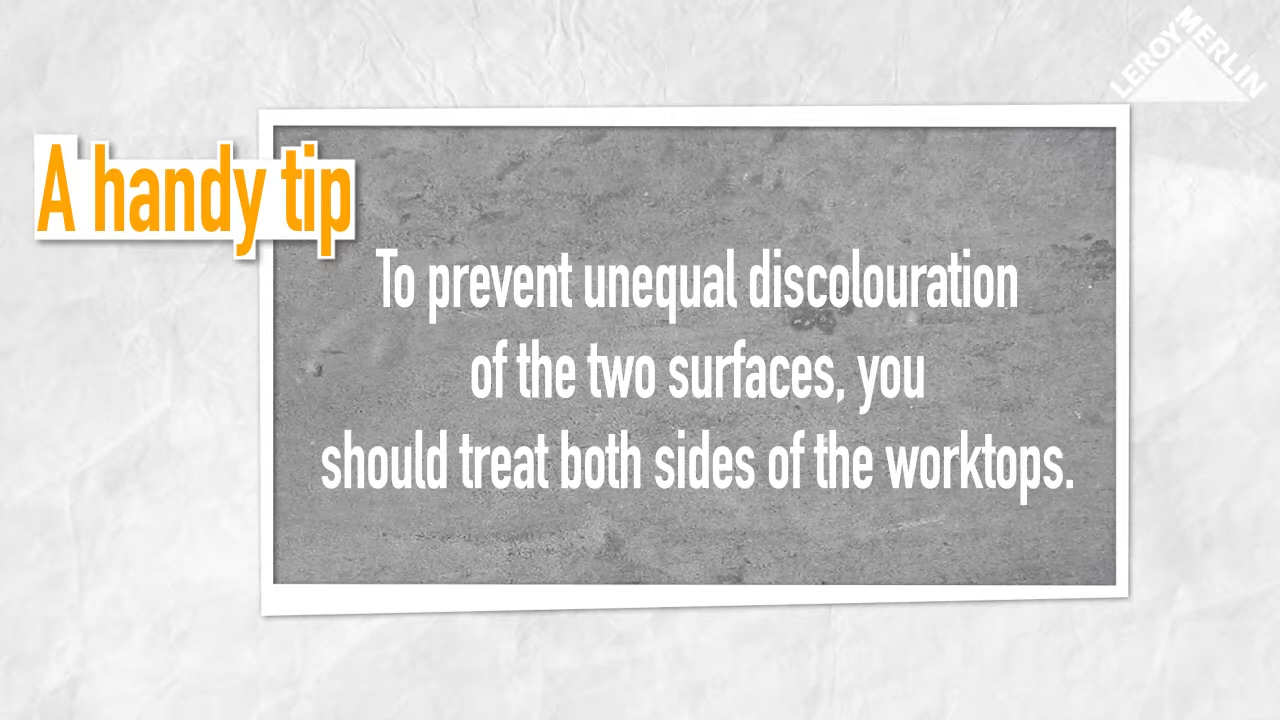 LEROY MERLIN
A handy tip
To prevent unequal discolouration
of the two surfaces, you
should treat both sides of the worktops.